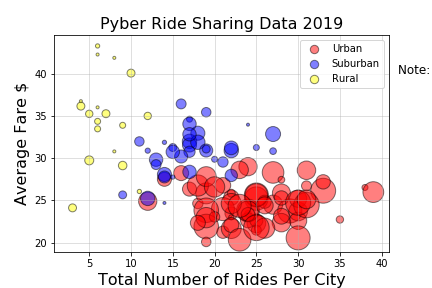 Pyber Ride Sharing Data 2019
Average Fare $
40
35
30
25
20
Urban
Suburban
Rural
Note:
5 10 15 20 25 30 35 40
Total Number of Rides Per City